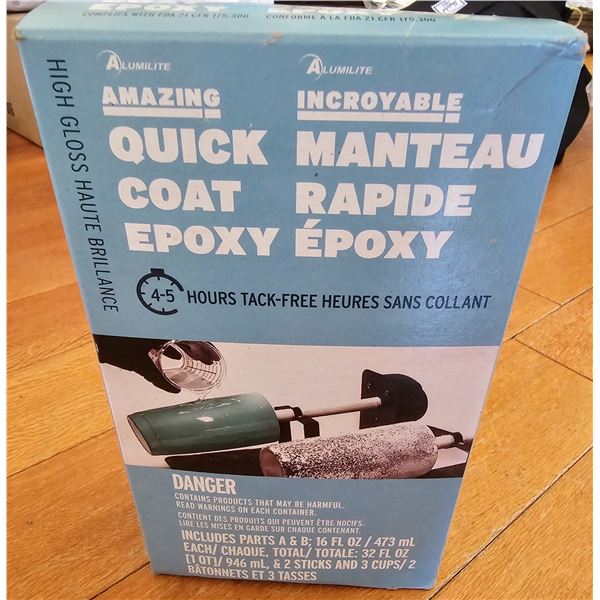 EPOXY ÉPOXY
COMPLIES WITH FDA 21 CFR 175.300
CONFORME À LA FDA 21 CFR 175.300
HIGH GLOSS HAUTE BRILLANCE
ALUMILITE
AMAZING
QUICK
COAT
EPOXY
ALUMILITE
INCROYABLE
MANTEAU
RAPIDE
ÉPOXY
4-5 HOURS TACK-FREE HEURES SANS COLLANT
DANGER
CONTAINS PRODUCTS THAT MAY BE HARMFUL.
READ WARNINGS ON EACH CONTAINER.
CONTIENT DES PRODUITS QUI PEUVENT ÊTRE NOCIFS.
LIRE LES MISES EN GARDE SUR CHAQUE CONTENANT.
INCLUDES PARTS A & B; 16 FL OZ / 473 mL
EACH/ CHAQUE, TOTAL/ TOTALE: 32 FL OZ
[1 QT]/ 946 mL, & 2 STICKS AND 3 CUPS/ 2
BÂTONNETS ET 3 TASSES